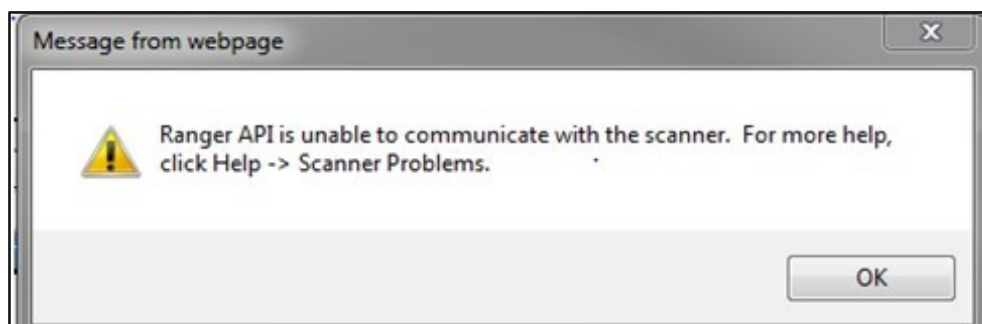 Message from webpage
Ranger API is unable to communicate with the scanner.  For more help,
click Help -> Scanner Problems.
OK